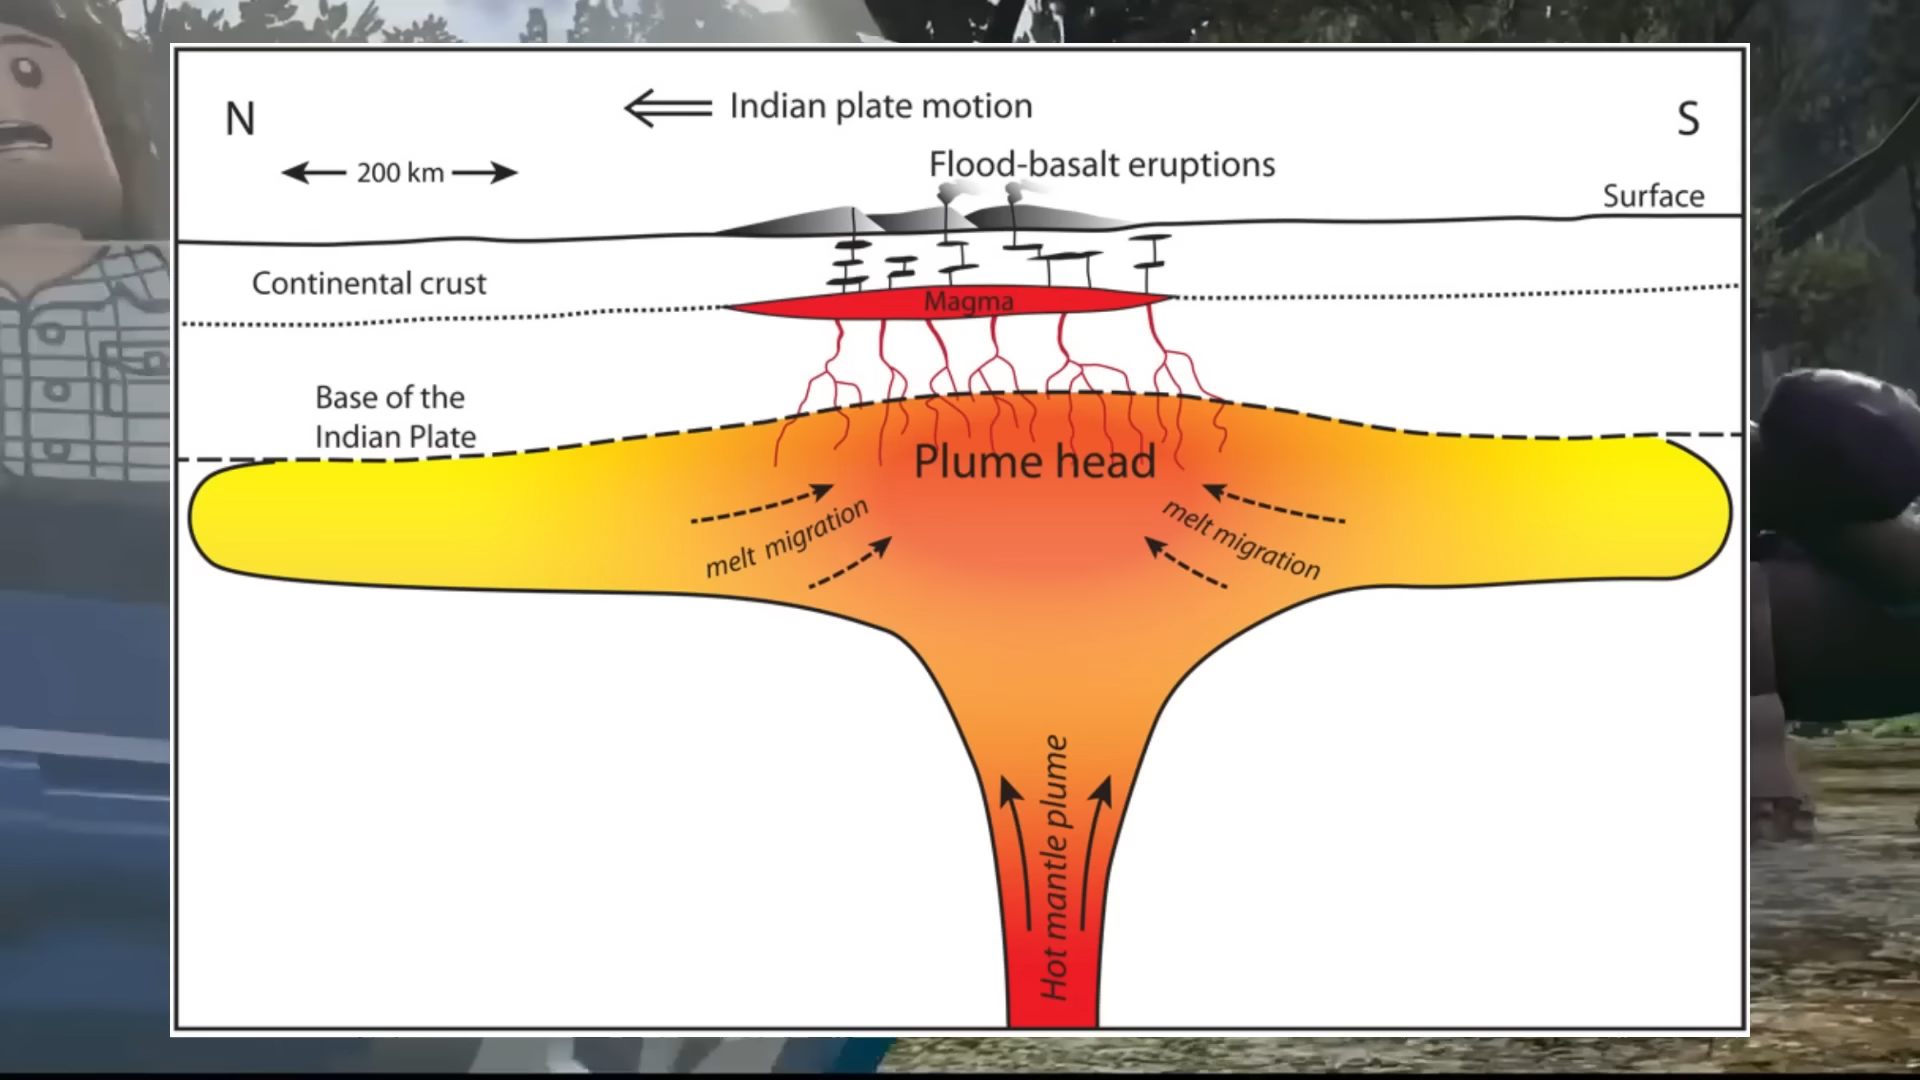 N
Indian plate motion
S
200 km
Flood-basalt eruptions
Surface
Continental crust
Magma
Base of the
Indian Plate
Plume head
melt migration
melt migration
Hot mantle plume